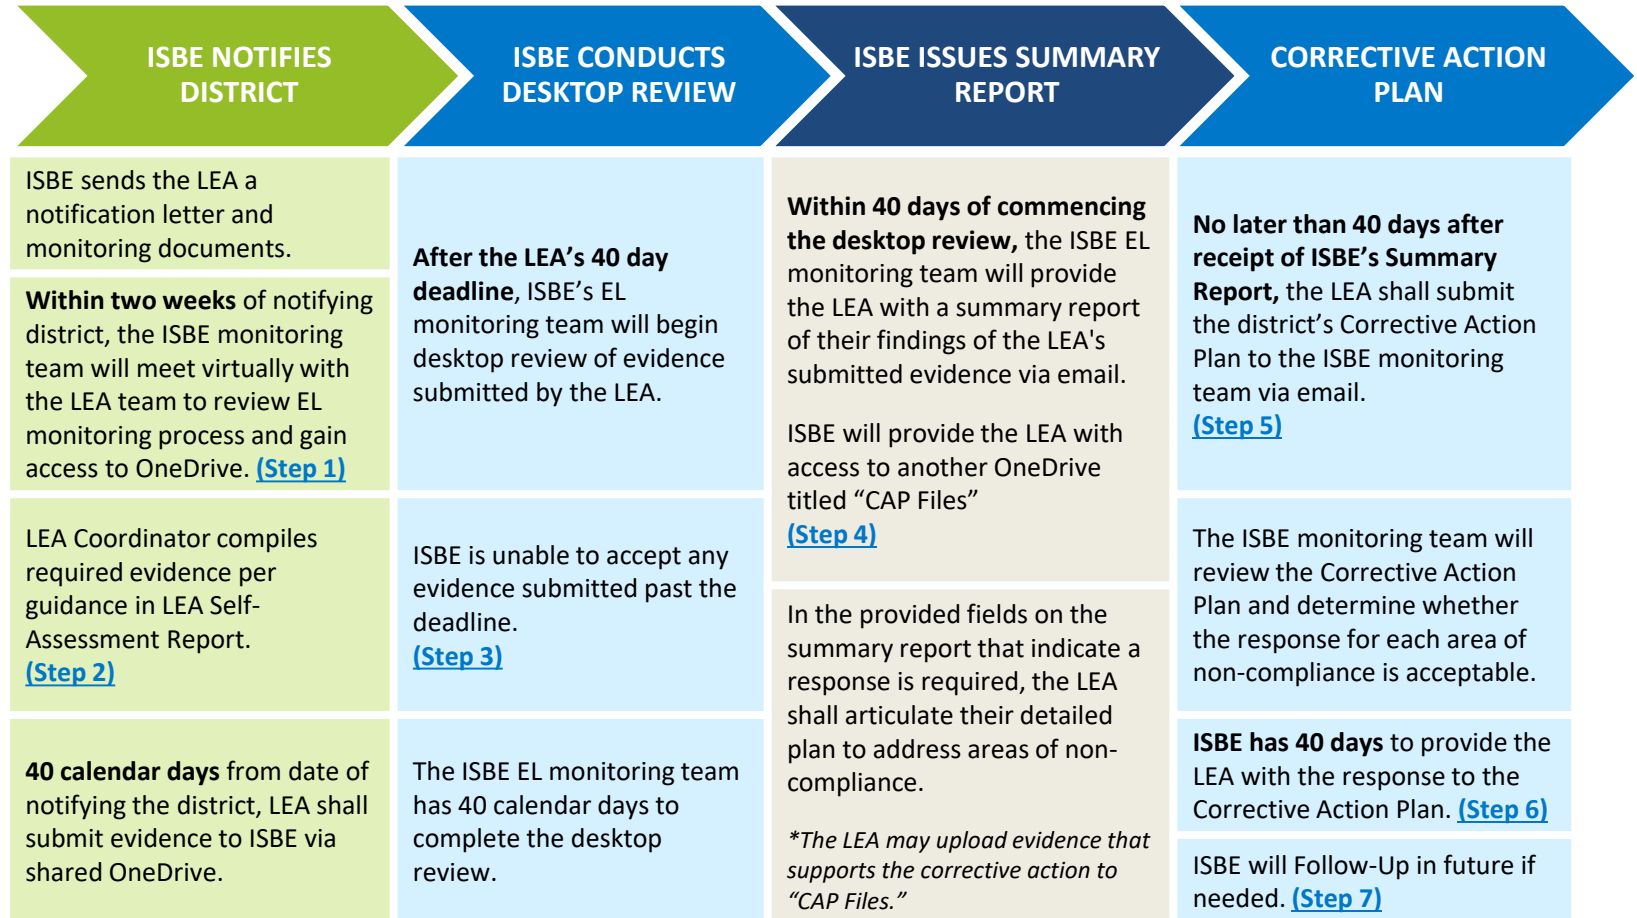 ISBE NOTIFIES
DISTRICT
ISBE CONDUCTS
DESKTOP REVIEW
ISBE ISSUES SUMMARY
REPORT
CORRECTIVE ACTION
PLAN
ISBE sends the LEA a
notification letter and
monitoring documents.
Within two weeks of notifying
district, the ISBE monitoring
team will meet virtually with
the LEA team to review EL
monitoring process and gain
access to OneDrive. (Step 1)
LEA Coordinator compiles
required evidence per
guidance in LEA Self-
Assessment Report.
(Step 2)
40 calendar days from date of
notifying the district, LEA shall
submit evidence to ISBE via
shared OneDrive.
After the LEA’s 40 day
deadline, ISBE’s EL
monitoring team will begin
desktop review of evidence
submitted by the LEA.
ISBE is unable to accept any
evidence submitted past the
deadline.
(Step 3)
The ISBE EL monitoring team
has 40 calendar days to
complete the desktop
review.
Within 40 days of commencing
the desktop review, the ISBE EL
monitoring team will provide
the LEA with a summary report
of their findings of the LEA's
submitted evidence via email.
ISBE will provide the LEA with
access to another OneDrive
titled “CAP Files”
(Step 4)
In the provided fields on the
summary report that indicate a
response is required, the LEA
shall articulate their detailed
plan to address areas of non-
compliance.
*The LEA may upload evidence that
supports the corrective action to
“CAP Files.”
No later than 40 days after
receipt of ISBE’s Summary
Report, the LEA shall submit
the district’s Corrective Action
Plan to the ISBE monitoring
team via email.
(Step 5)
The ISBE monitoring team will
review the Corrective Action
Plan and determine whether
the response for each area of
non-compliance is acceptable.
ISBE has 40 days to provide the
LEA with the response to the
Corrective Action Plan. (Step 6)
ISBE will Follow-Up in future if
needed. (Step 7)